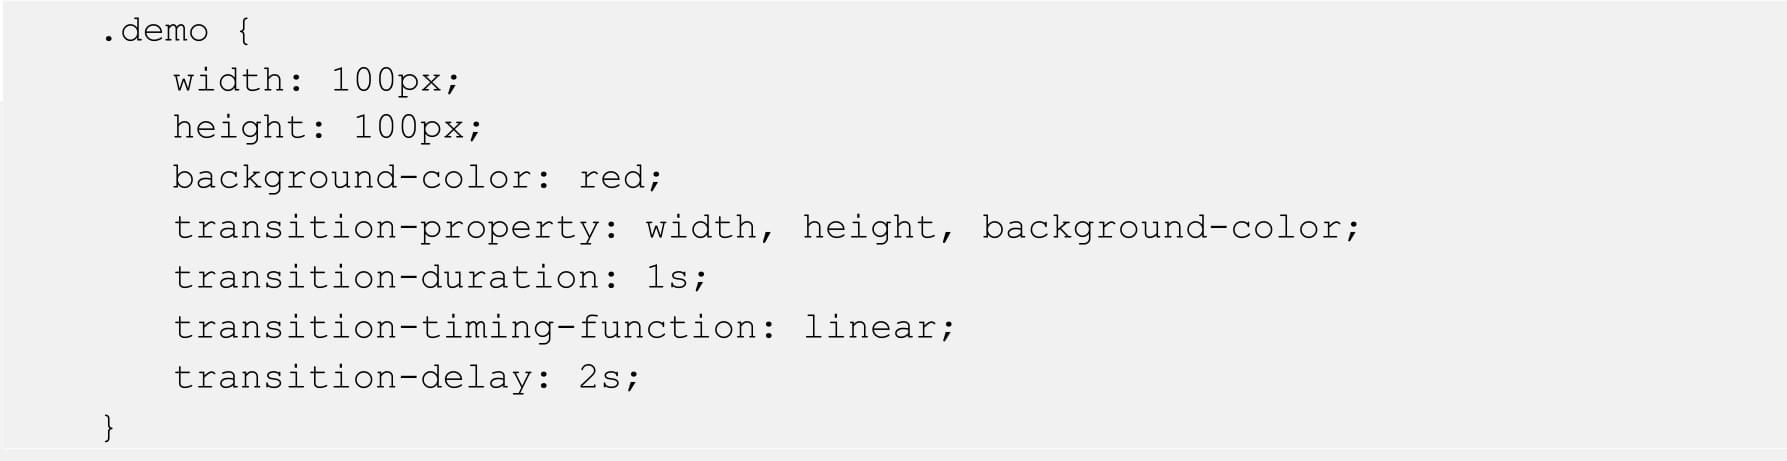 .demo {
width: 100px;
height: 100px;
background-color: red;
transition-property: width, height, background-color;
transition-duration: 1s;
transition-timing-function: linear;
transition-delay: 2s;
}